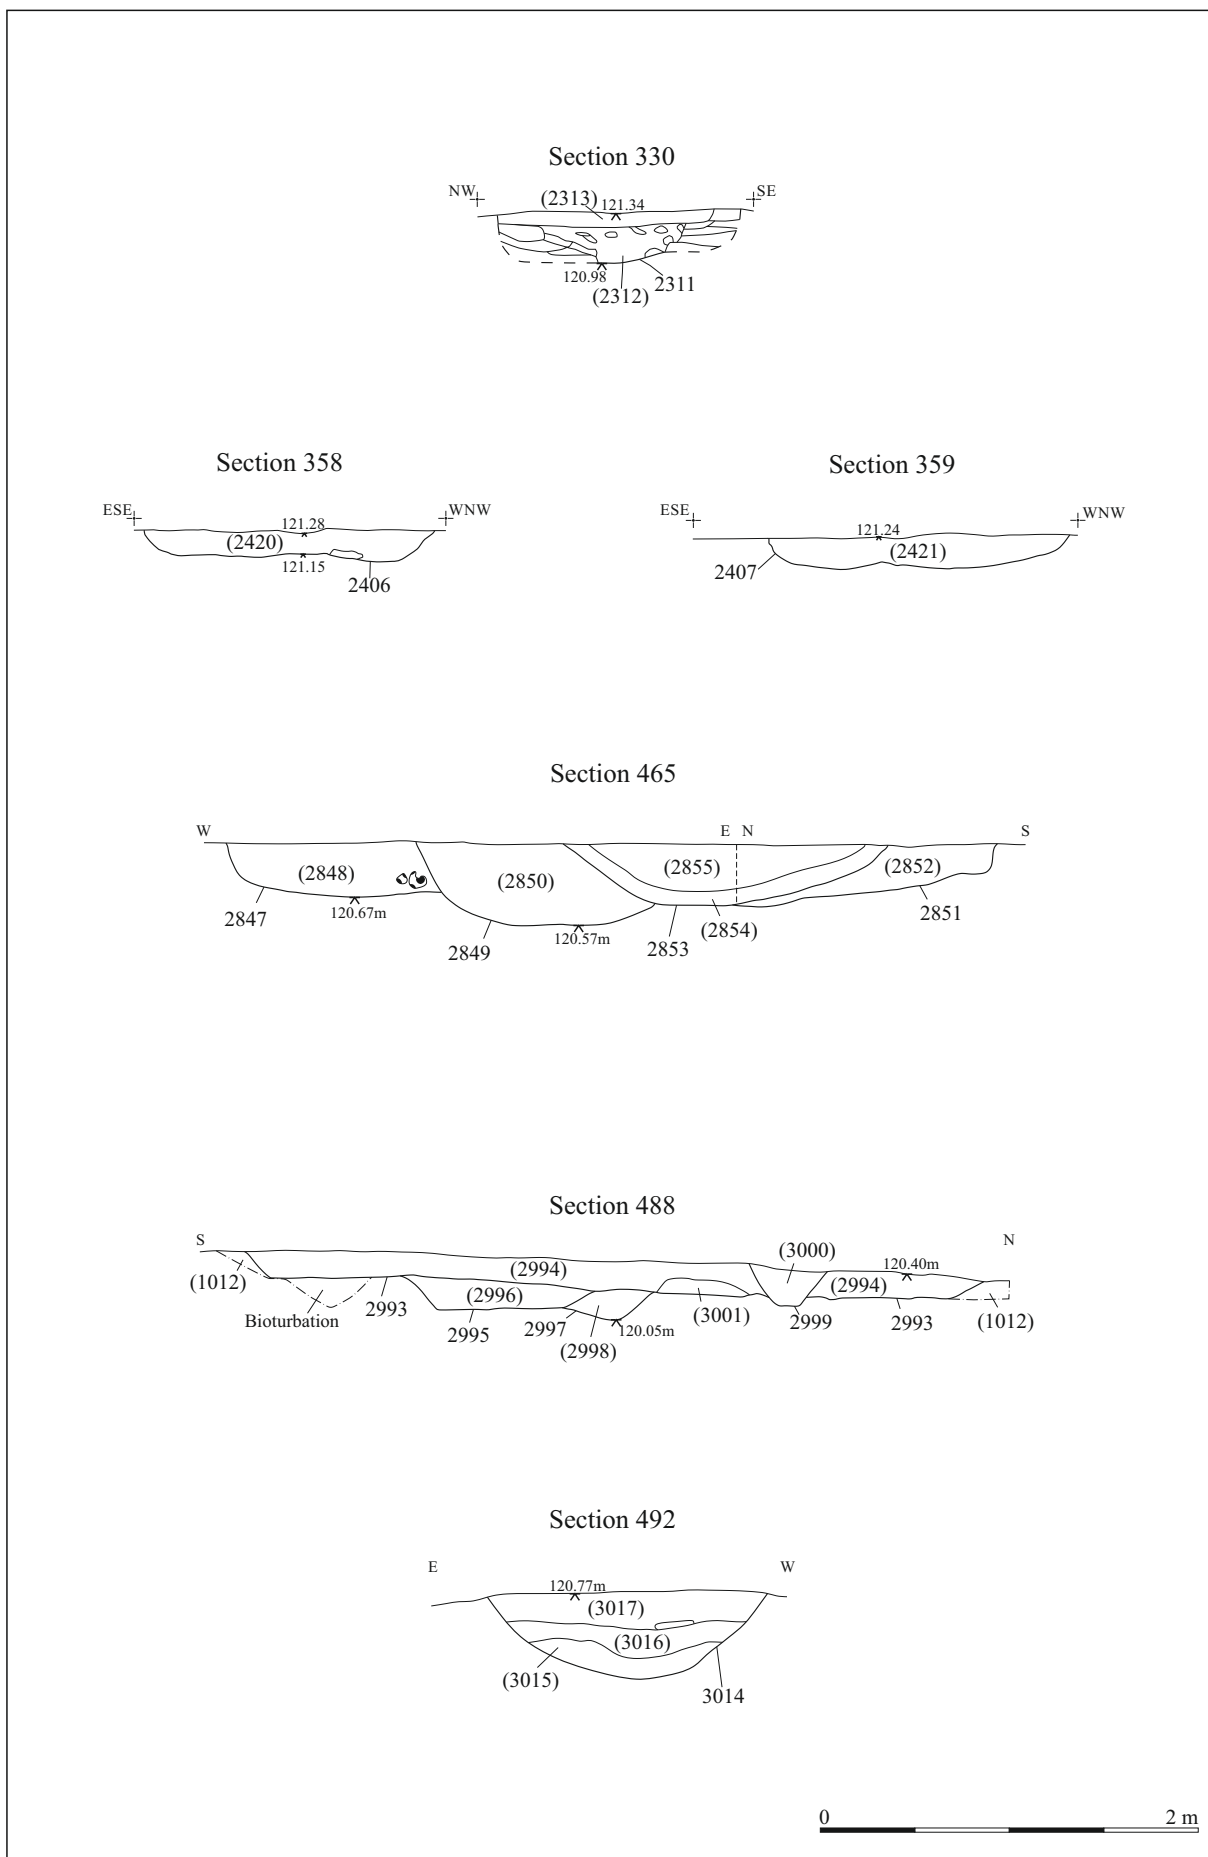 Section 330
NW SE
(2313) 121.34
120.98
(2312) 2311
Section 358
ESE WNW
121.28
(2420)
121.15
2406
Section 359
ESE WNW
121.24
(2421)
2407
Section 465
W E N S
(2848) (2850) (2855) (2852)
2847 120.67m 2849 120.57m 2853 (2854) 2851
Section 488
S N
(1012) (2994) (3000) 120.40m
(2994)
(2996)
Bioturbation 2993 2995 2997 (2998) 120.05m (3001) 2999 2993 (1012)
Section 492
E W
120.77m
(3017)
(3016)
(3015) 3014
0 2 m